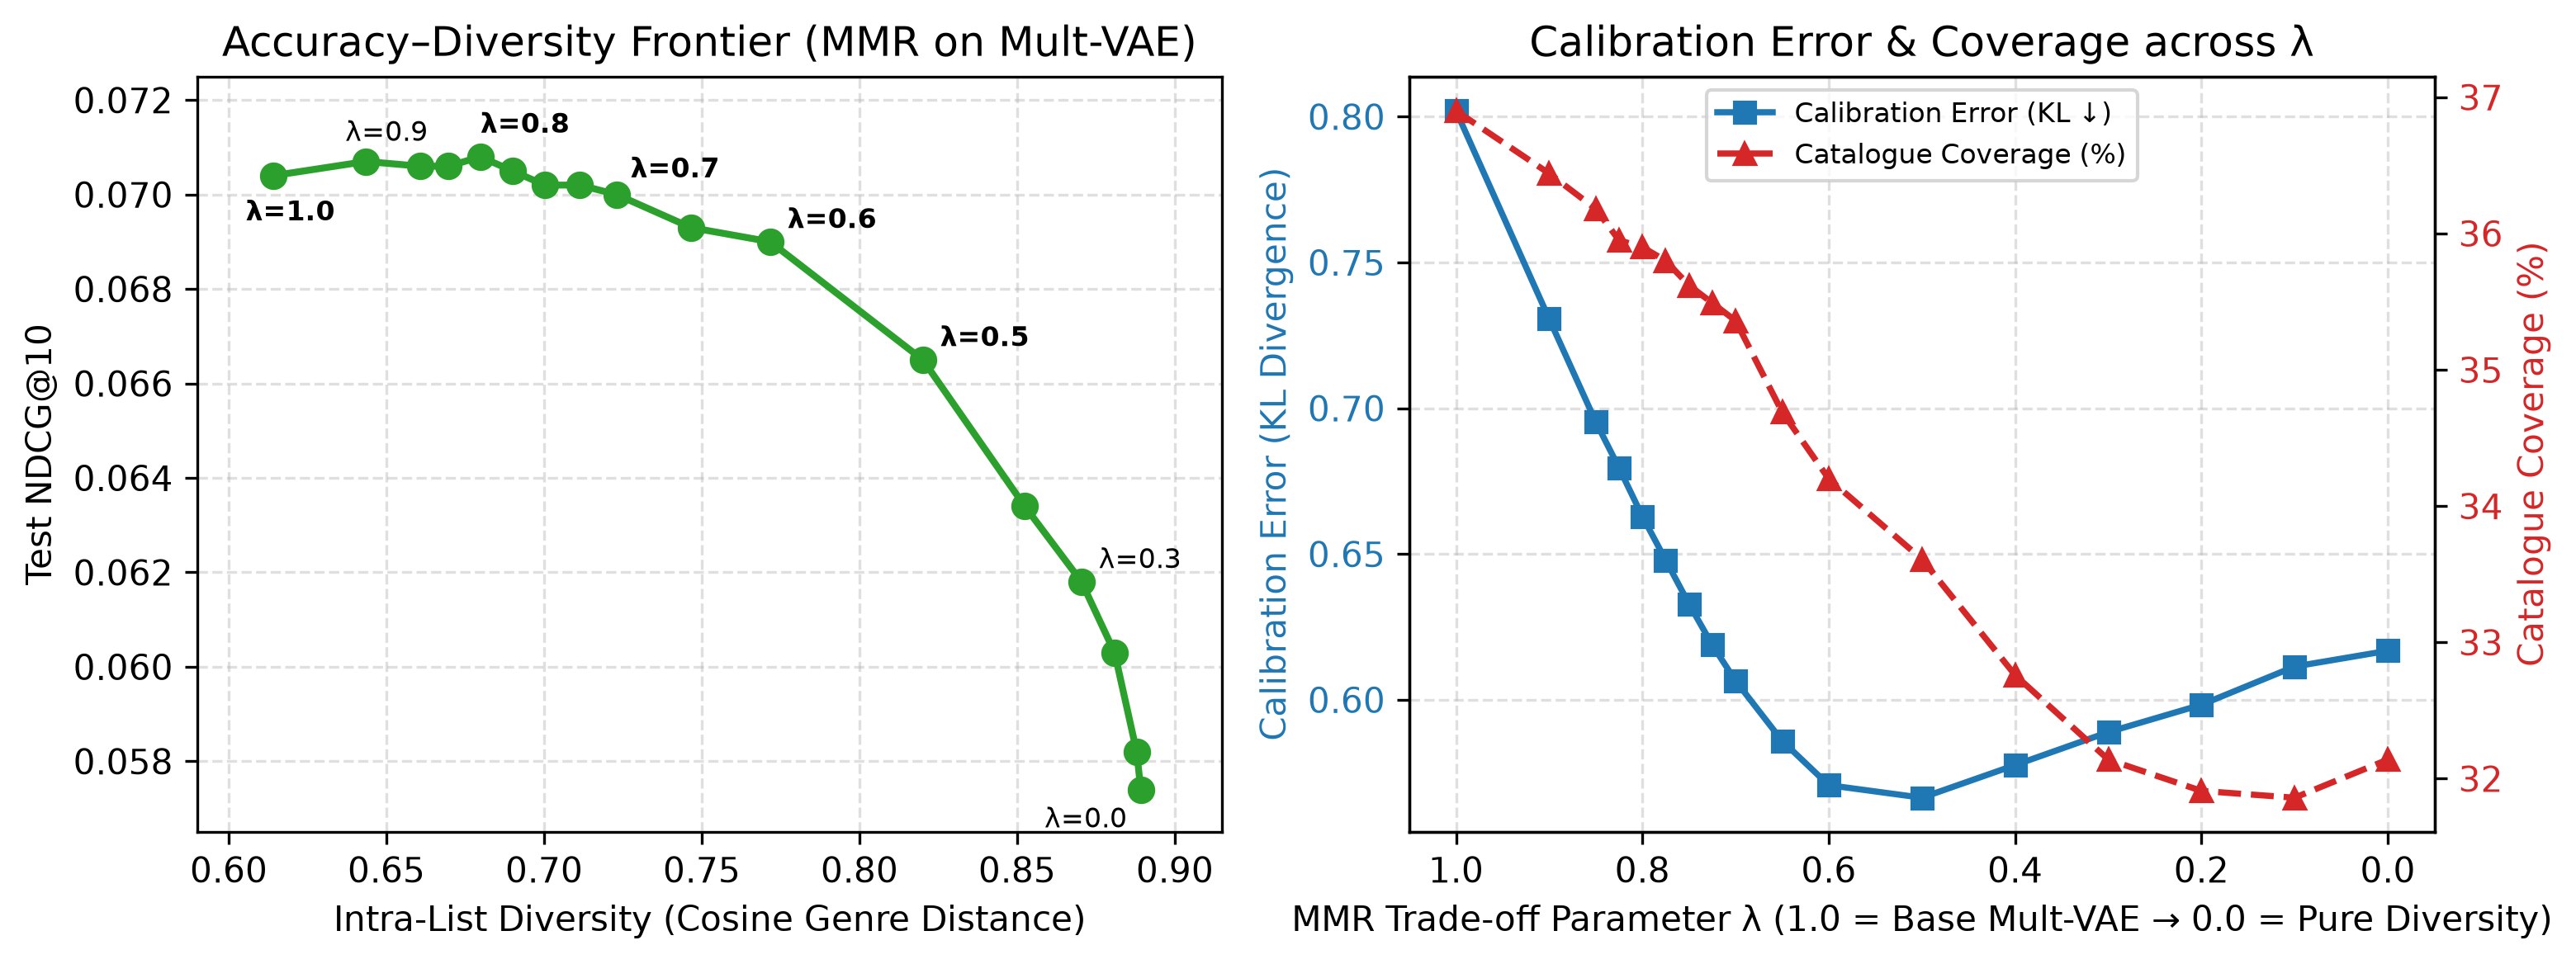 Accuracy–Diversity Frontier (MMR on Mult-VAE)
Test NDCG@10
0.072
0.070
0.068
0.066
0.064
0.062
0.060
0.058
λ=1.0
λ=0.9
λ=0.8
λ=0.7
λ=0.6
λ=0.5
λ=0.3
λ=0.0
0.60 0.65 0.70 0.75 0.80 0.85 0.90
Intra-List Diversity (Cosine Genre Distance)
Calibration Error & Coverage across λ
Calibration Error (KL Divergence)
0.80
0.75
0.70
0.65
0.60
Calibration Error (KL ↓)
Catalogue Coverage (%)
37
36
35
34
33
32
Catalogue Coverage (%)
1.0 0.8 0.6 0.4 0.2 0.0
MMR Trade-off Parameter λ (1.0 = Base Mult-VAE → 0.0 = Pure Diversity)